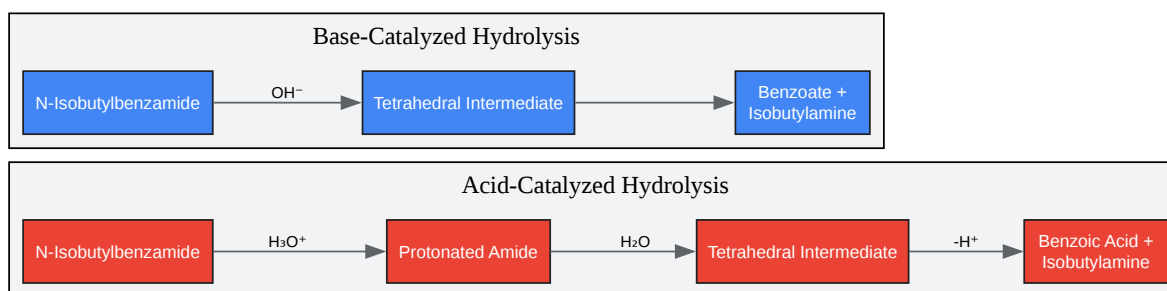 Base-Catalyzed Hydrolysis
N-Isobutylbenzamide
OH⁻
Tetrahedral Intermediate
Benzoate +
Isobutylamine
Acid-Catalyzed Hydrolysis
N-Isobutylbenzamide
H₃O⁺
Protonated Amide
H₂O
Tetrahedral Intermediate
-H⁺
Benzoic Acid +
Isobutylamine